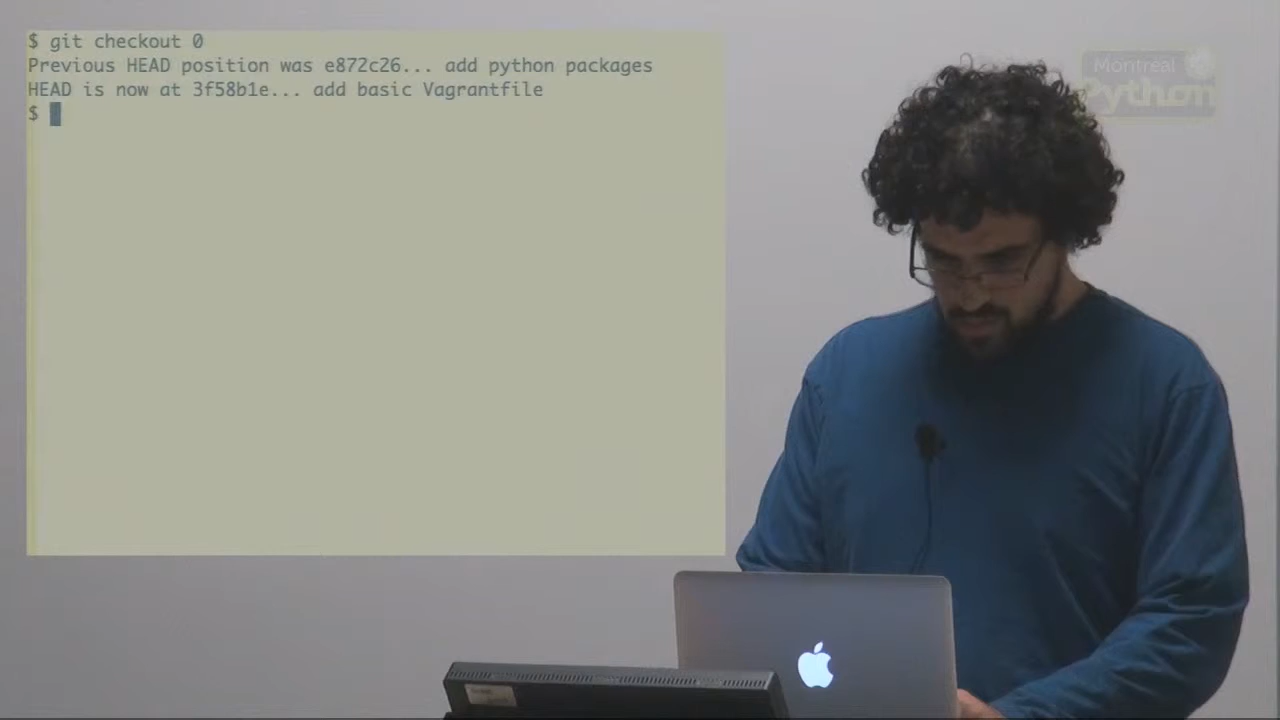 $ git checkout 0
Previous HEAD position was e872c26... add python packages
HEAD is now at 3f58b1e... add basic Vagrantfile
$
Montréal
Python